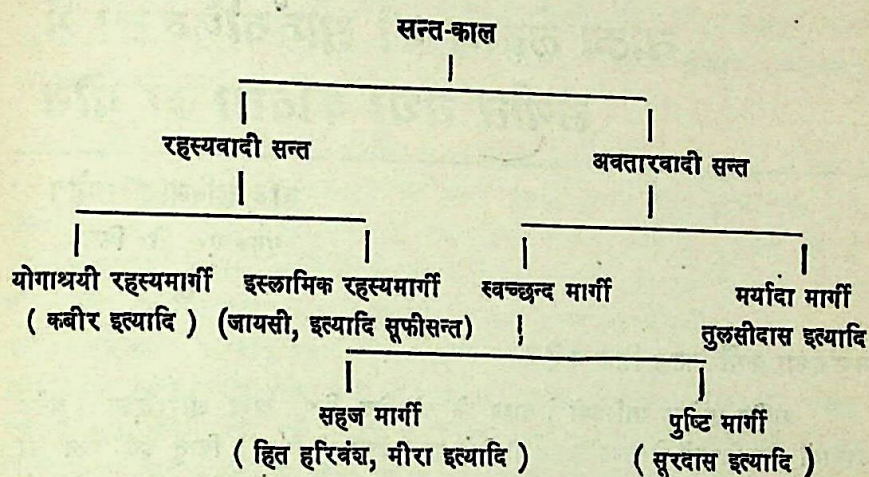 सन्त-काल
रहस्यवादी सन्त
अवतारवादी सन्त
योगाश्रयी रहस्यमार्गी
( कबीर इत्यादि )
इस्लामिक रहस्यमार्गी
(जायसी, इत्यादि सूफीसन्त)
स्वच्छन्द मार्गी
मर्यादा मार्गी
तुलसीदास इत्यादि
सहज मार्गी
( हित हरिवंश, मीरा इत्यादि )
पुष्टि मार्गी
( सूरदास इत्यादि )